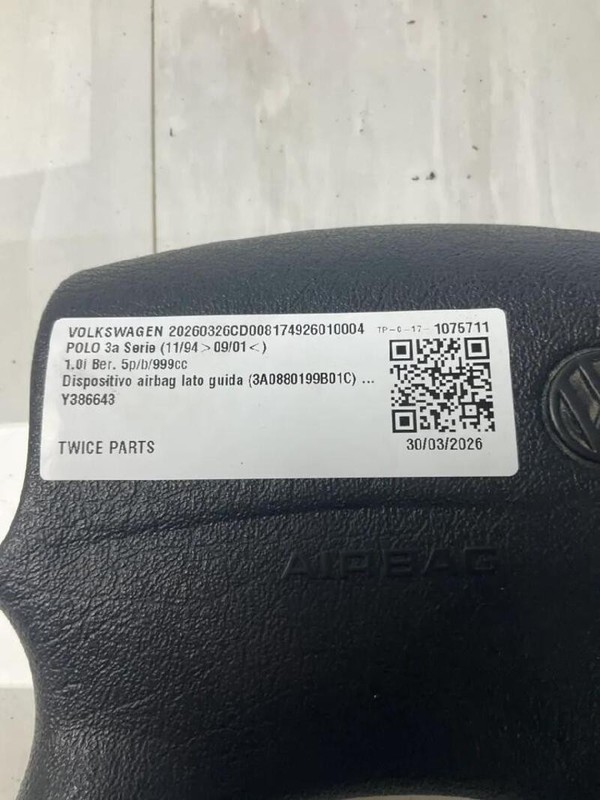 VOLKSWAGEN 20260326CD008174926010004 TP-0-17- 1075711
POLO 3a Serie (11/94 > 09/01 <)
1.0i Ber. 5p/b/999cc
Dispositivo airbag lato guida (3A0880199B01C) ...
Y386643
TWICE PARTS 30/03/2026
AIRBAG